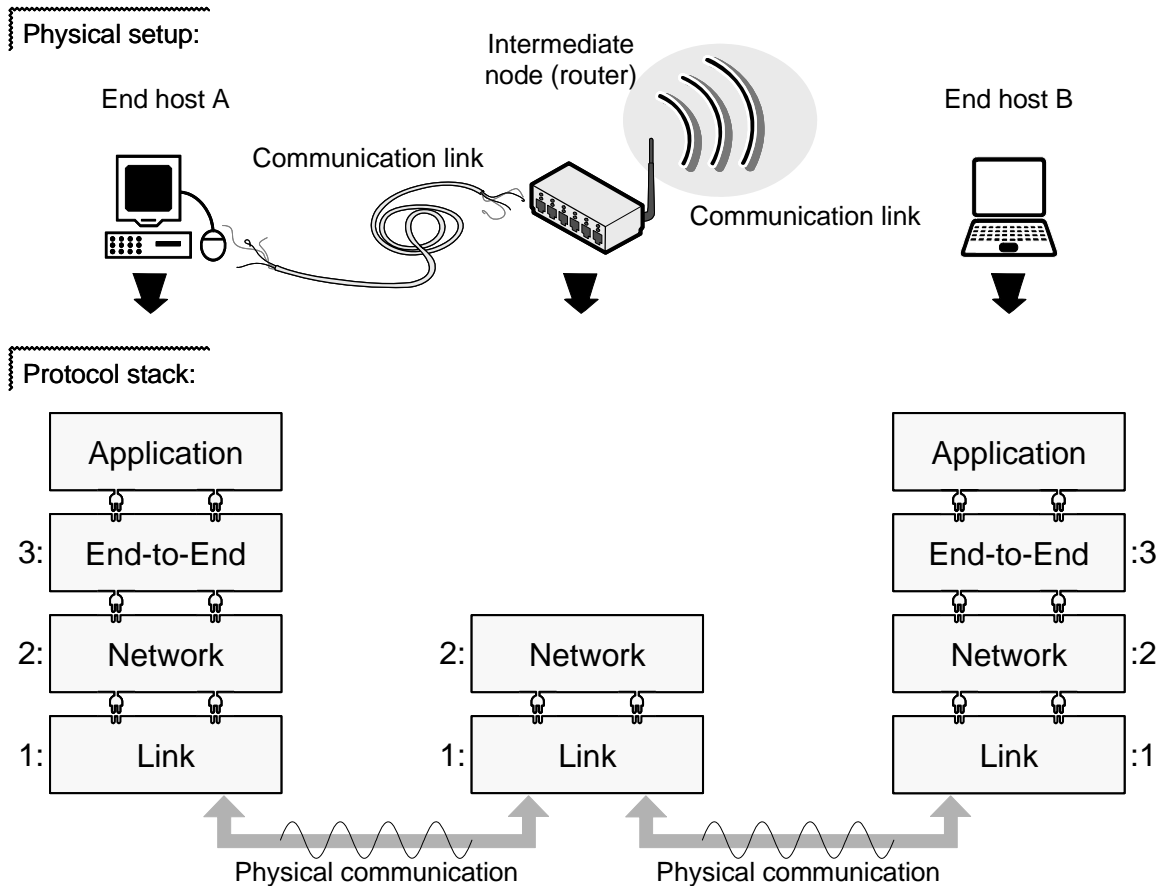 Physical setup:
Intermediate
node (router)
End host A
End host B
Communication link
Communication link
Protocol stack:
Application
Application
3:
End-to-End
End-to-End
:3
2:
Network
2:
Network
Network
:2
1:
Link
1:
Link
Link
:1
Physical communication
Physical communication